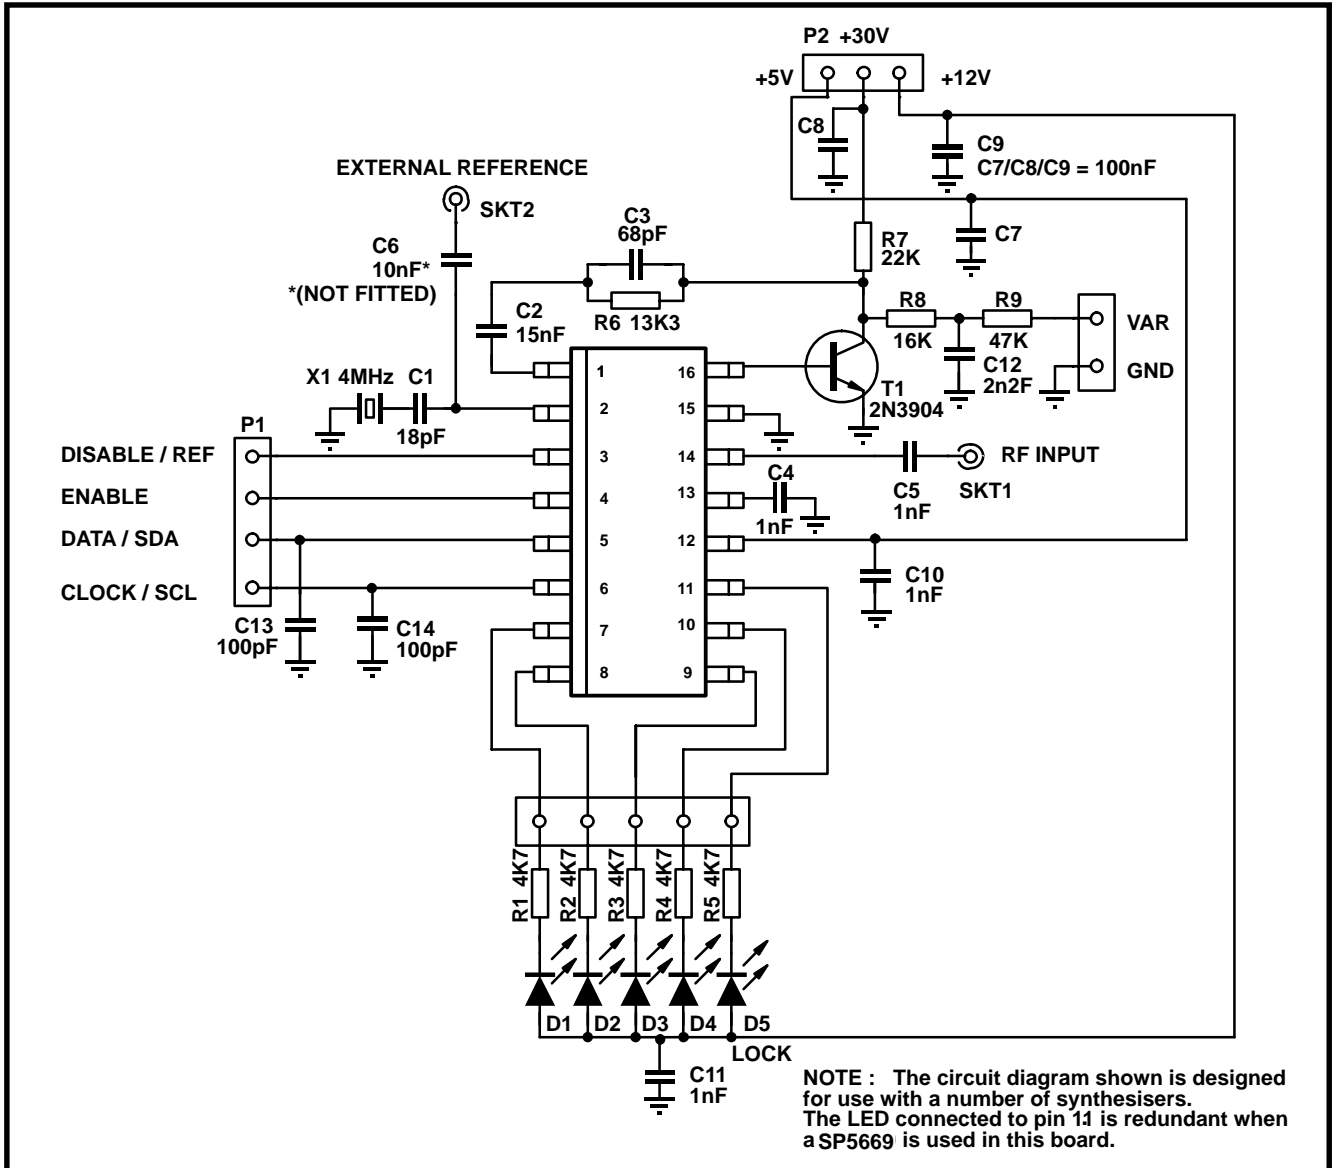 P2 +30V
+5V
+12V
C8
C9
C7/C8/C9 = 100nF
EXTERNAL REFERENCE
SKT2
C3
68pF
C7
R7
22K
C6
10nF*
*(NOT FITTED)
R6 13K3
C2
15nF
R8
16K
R9
47K
VAR
C12
2n2F
GND
X1 4MHz C1
18pF
T1
2N3904
P1
DISABLE / REF
ENABLE
DATA / SDA
CLOCK / SCL
1
2
3
4
5
6
7
8
16
15
14
13
12
11
10
9
RF INPUT
SKT1
C4
1nF
C5
1nF
C10
1nF
C13
100pF
C14
100pF
R1 4K7
R2 4K7
R3 4K7
R4 4K7
R5 4K7
D1
D2
D3
D4
D5
LOCK
C11
1nF
NOTE : The circuit diagram shown is designed
for use with a number of synthesisers.
The LED connected to pin 11 is redundant when
a SP5669 is used in this board.